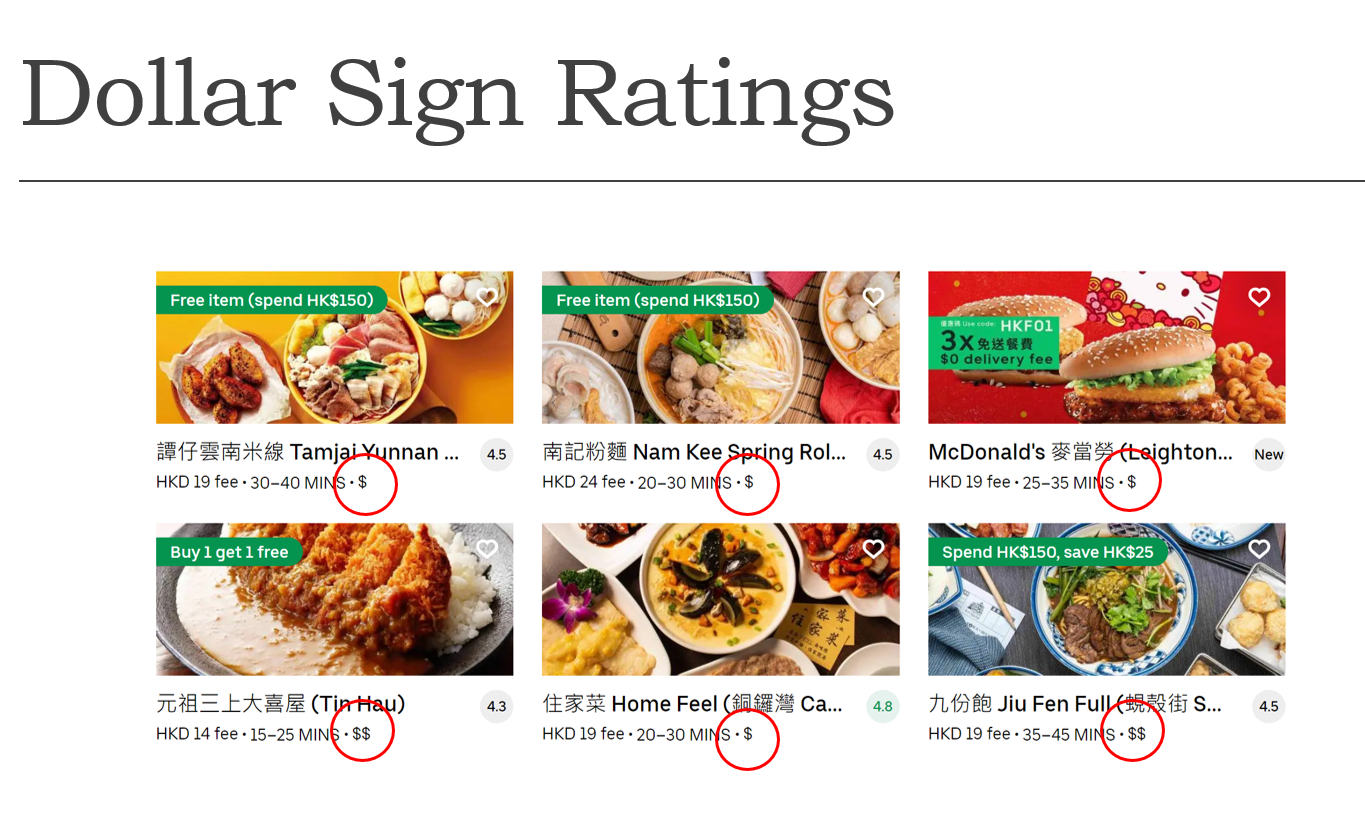 Dollar Sign Ratings
Free item (spend HK$150)
Free item (spend HK$150)
優惠碼 Use code: HKF01
3x 免送餐費
$0 delivery fee
譚仔雲南米線 Tamjai Yunnan ...
4.5
南記粉麵 Nam Kee Spring Rol...
4.5
McDonald's 麥當勞 (Leighton...
New
HKD 19 fee • 30–40 MINS • $
HKD 24 fee • 20–30 MINS • $
HKD 19 fee • 25–35 MINS • $
Buy 1 get 1 free
Spend HK$150, save HK$25
家菜
住家菜
元祖三上大喜屋 (Tin Hau)
4.3
住家菜 Home Feel (銅鑼灣 Ca...
4.8
九份飽 Jiu Fen Full (蜆殼街 S...
4.5
HKD 14 fee • 15–25 MINS • $$
HKD 19 fee • 20–30 MINS • $
HKD 19 fee • 35–45 MINS • $$